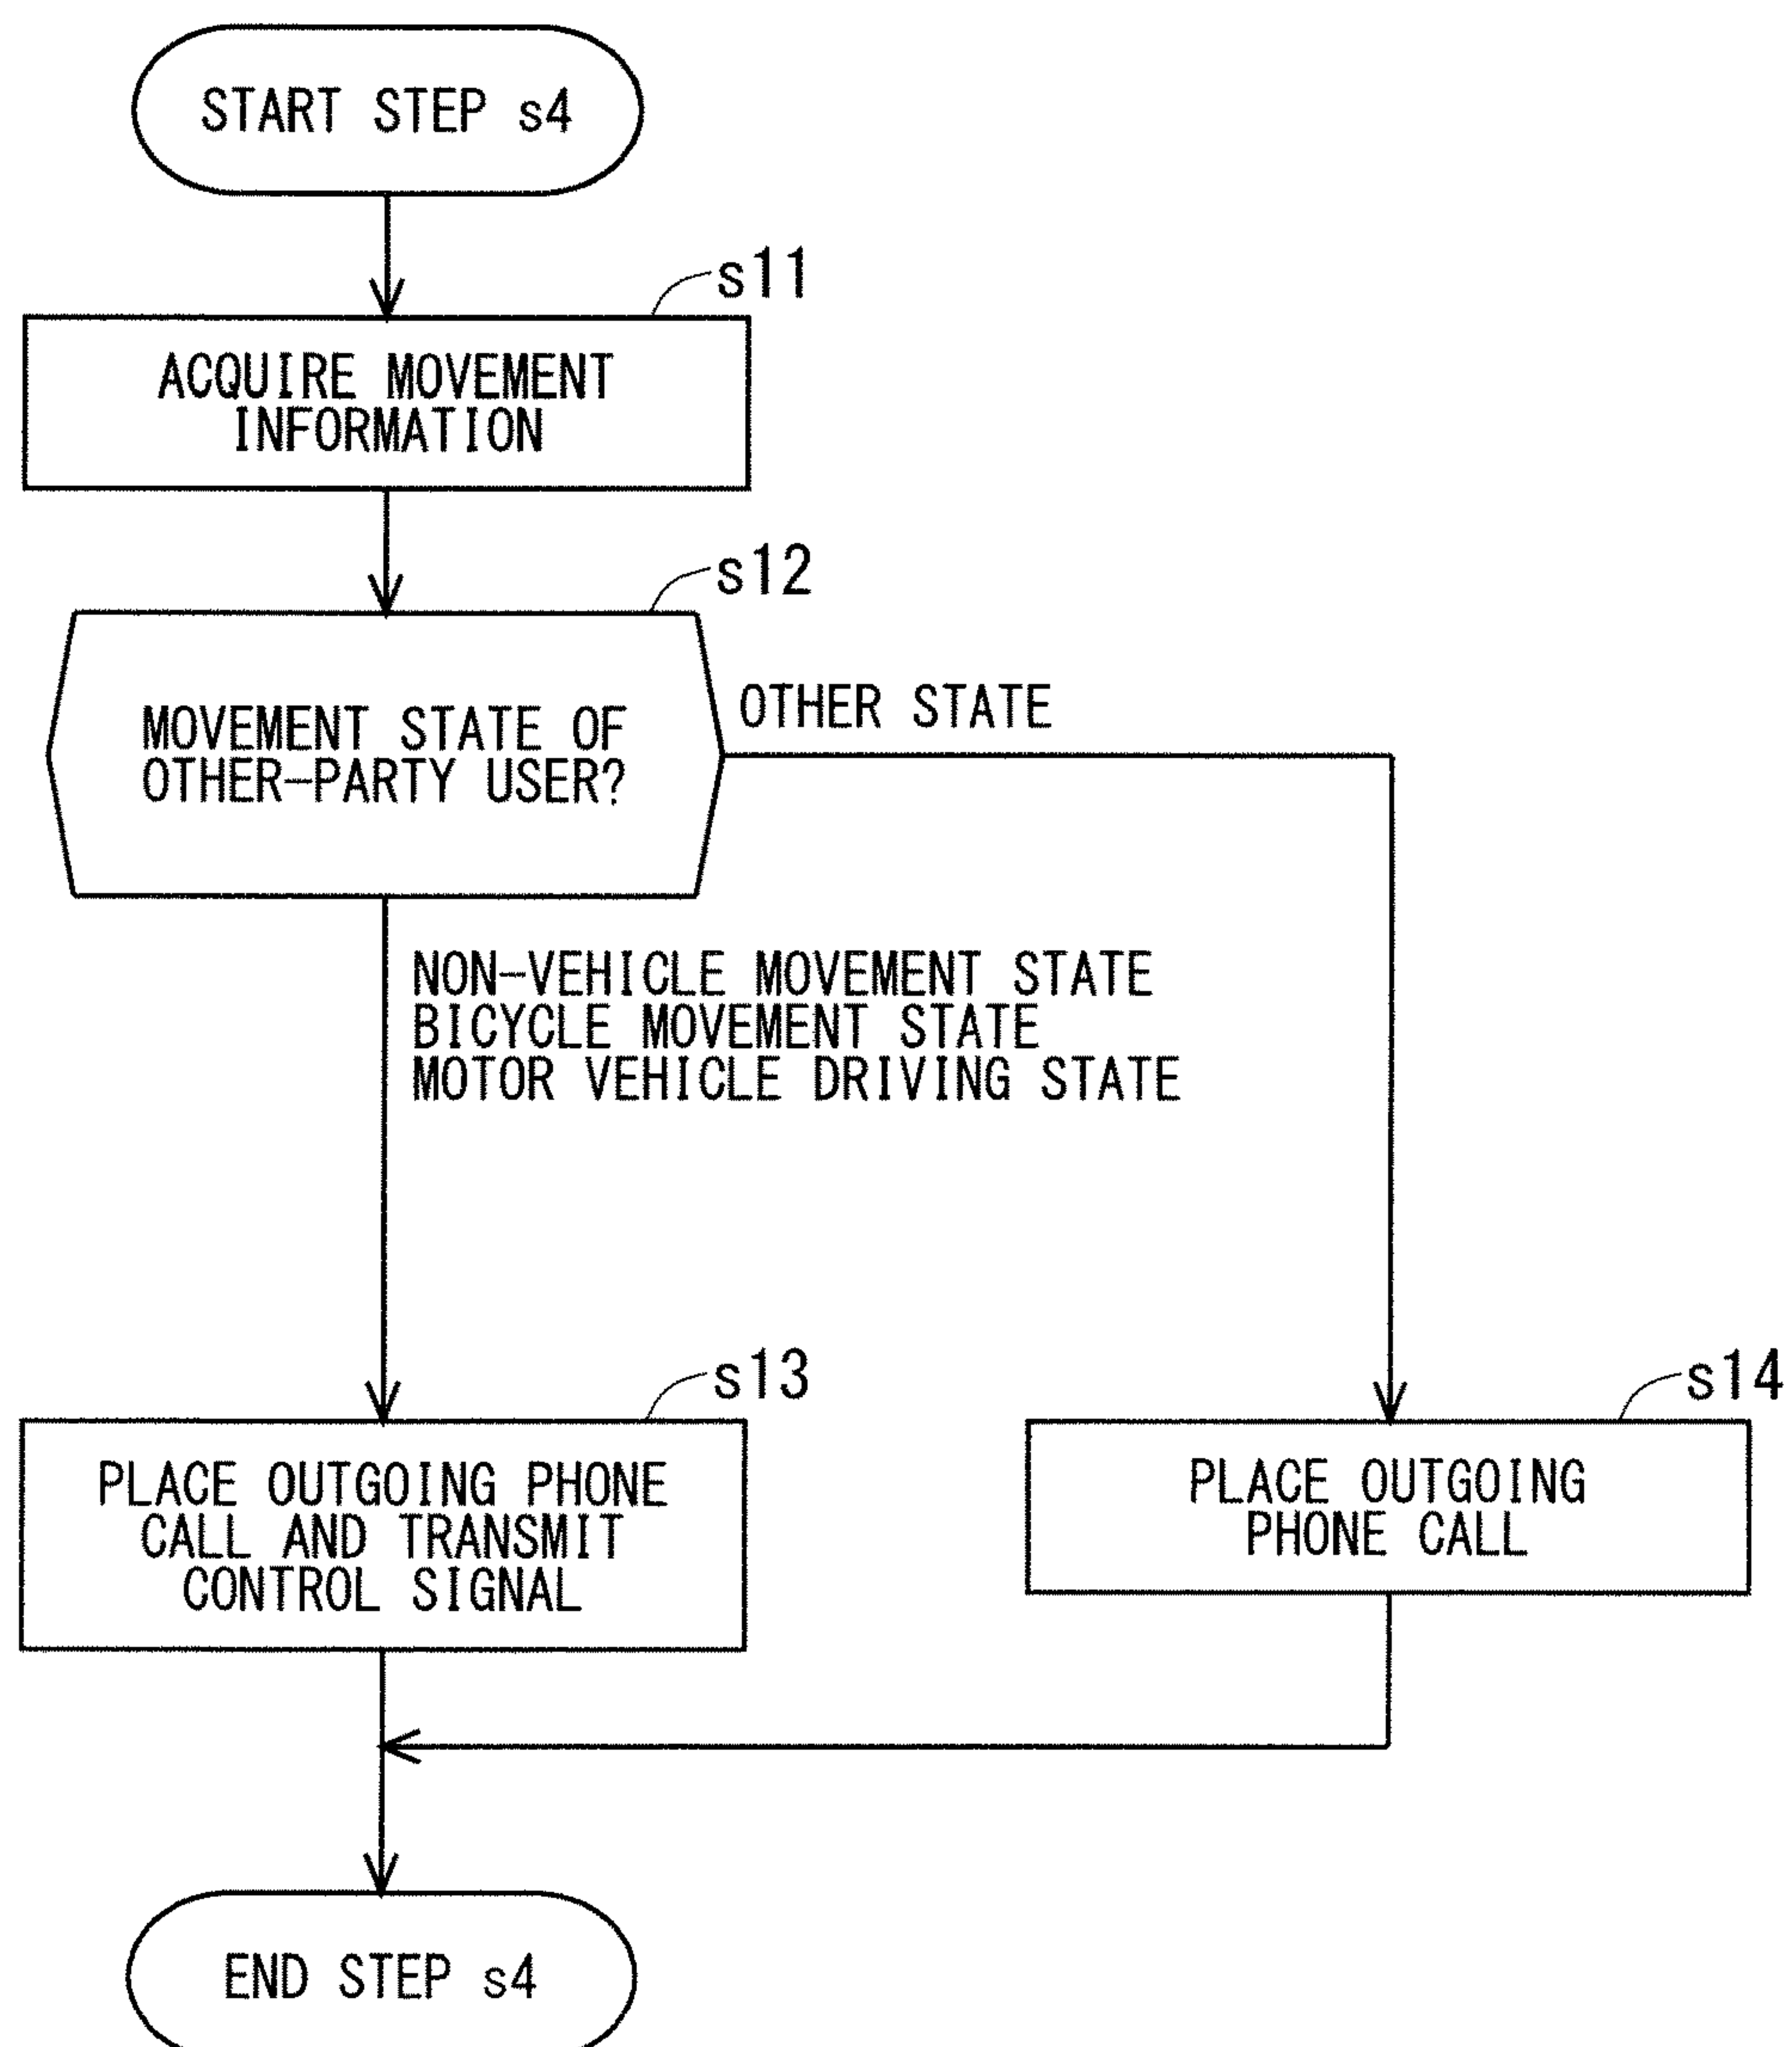 START STEP s4
s11
ACQUIRE MOVEMENT
INFORMATION
s12
MOVEMENT STATE OF
OTHER-PARTY USER?
OTHER STATE
NON-VEHICLE MOVEMENT STATE
BICYCLE MOVEMENT STATE
MOTOR VEHICLE DRIVING STATE
s13
PLACE OUTGOING PHONE
CALL AND TRANSMIT
CONTROL SIGNAL
s14
PLACE OUTGOING
PHONE CALL
END STEP s4